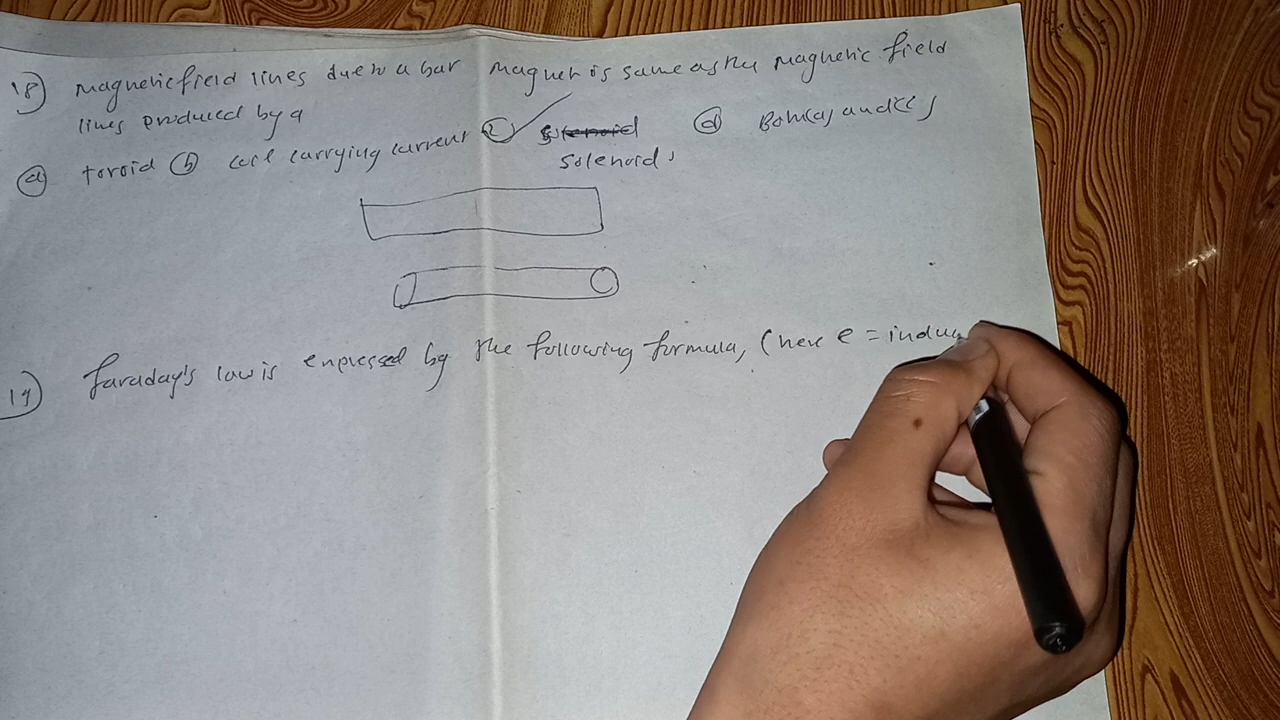 18) Magnetic field lines due to a bar magnet is same as the magnetic field
lines produced by a
(a) toroid (b) coil carrying current (c) solenoid (d) Both (a) and (c)
solenoid
19) faraday's law is enpressed by the following formula, (here e = indu